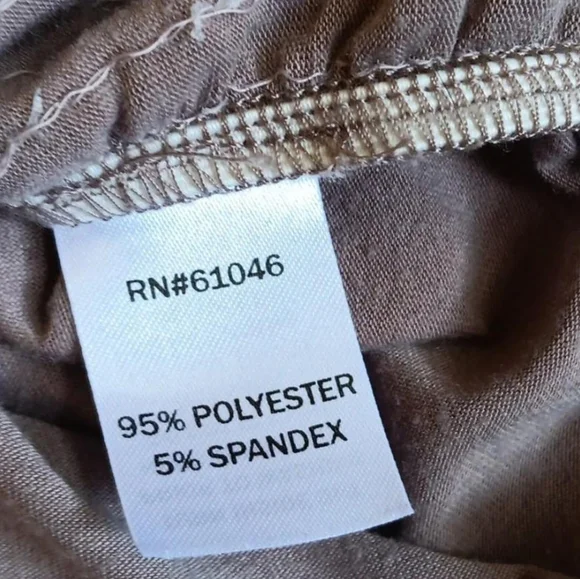 RN#61046
95% POLYESTER
5% SPANDEX